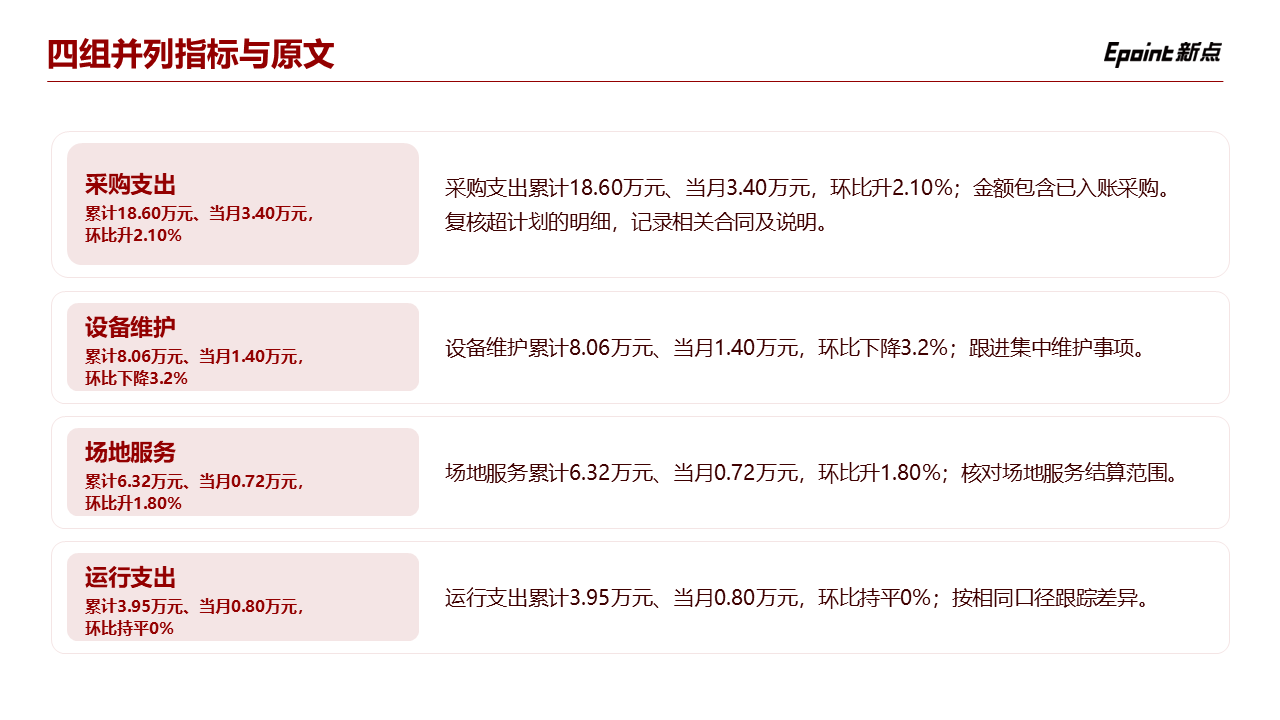 四组并列指标与原文
Epoint新点
采购支出
累计18.60万元、当月3.40万元，
环比升2.10%
采购支出累计18.60万元、当月3.40万元，环比升2.10%；金额包含已入账采购。
复核超计划的明细，记录相关合同及说明。
设备维护
累计8.06万元、当月1.40万元，
环比下降3.2%
设备维护累计8.06万元、当月1.40万元，环比下降3.2%；跟进集中维护事项。
场地服务
累计6.32万元、当月0.72万元，
环比升1.80%
场地服务累计6.32万元、当月0.72万元，环比升1.80%；核对场地服务结算范围。
运行支出
累计3.95万元、当月0.80万元，
环比持平0%
运行支出累计3.95万元、当月0.80万元，环比持平0%；按相同口径跟踪差异。